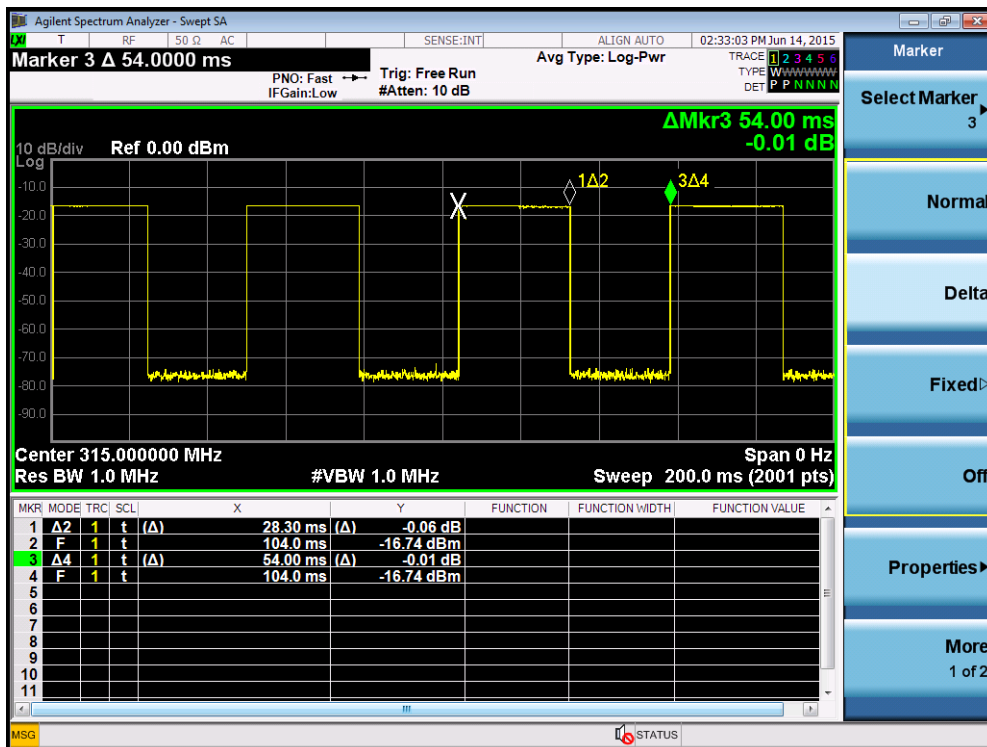 Agilent Spectrum Analyzer - Swept SA
LXI T RF 50 Ω AC SENSE:INT ALIGN AUTO 02:33:03 PM Jun 14, 2015
Marker 3 Δ 54.0000 ms
PNO: Fast
IFGain:Low
Trig: Free Run
#Atten: 10 dB
Avg Type: Log-Pwr
TRACE 1 2 3 4 5 6
TYPE WWWWWW
DET P P N N N N
ΔMkr3 54.00 ms
-0.01 dB
10 dB/div Ref 0.00 dBm
Log
-10.0
-20.0
-30.0
-40.0
-50.0
-60.0
-70.0
-80.0
-90.0
X
1Δ2
3Δ4
Center 315.000000 MHz Span 0 Hz
Res BW 1.0 MHz #VBW 1.0 MHz Sweep 200.0 ms (2001 pts)
MKR MODE TRC SCL X Y FUNCTION FUNCTION WIDTH FUNCTION VALUE
1 Δ2 1 t (Δ) 28.30 ms (Δ) -0.06 dB
2 F 1 t 104.0 ms -16.74 dBm
3 Δ4 1 t (Δ) 54.00 ms (Δ) -0.01 dB
4 F 1 t 104.0 ms -16.74 dBm
5
6
7
8
9
10
11
MSG STATUS
Marker
Select Marker
3
Normal
Delta
Fixed
Off
Properties
More
1 of 2